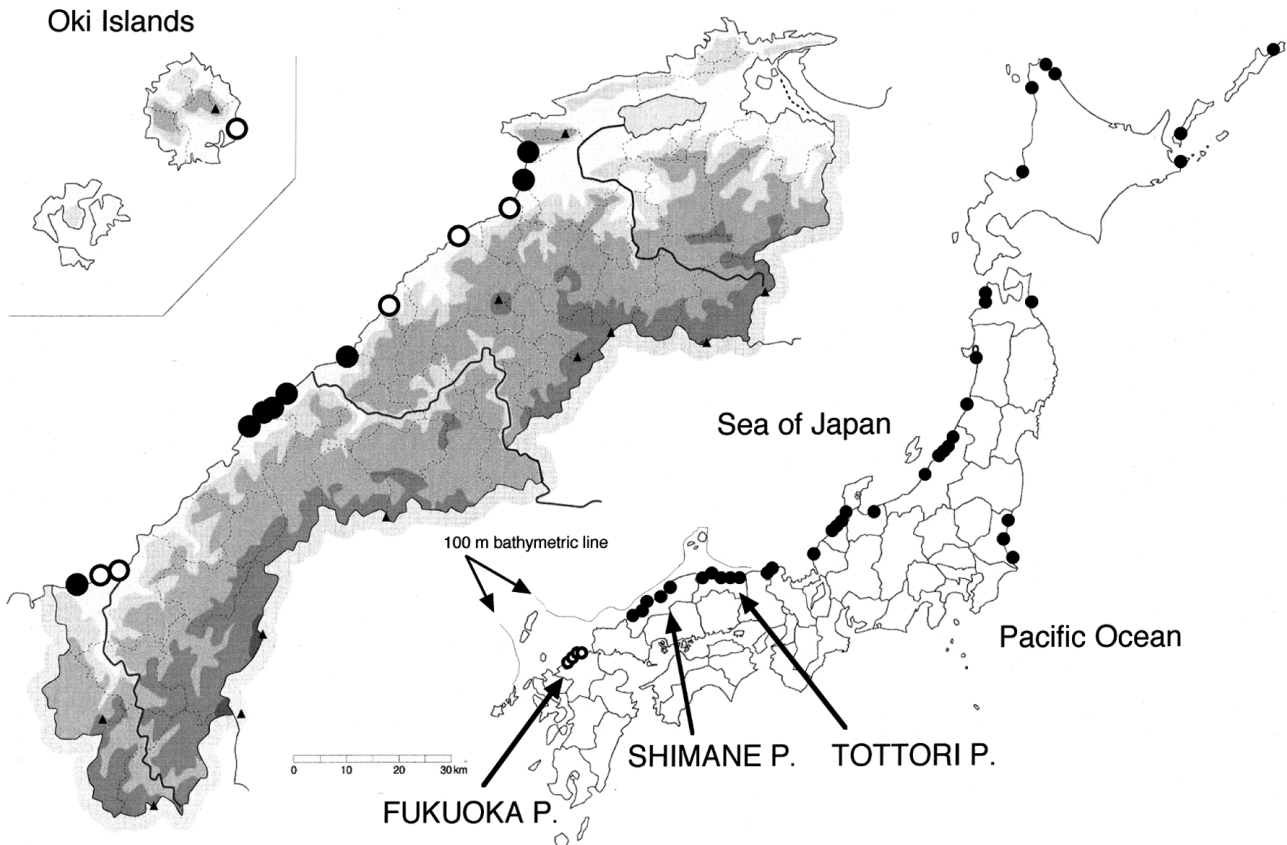 Oki Islands
Sea of Japan
100 m bathymetric line
Pacific Ocean
SHIMANE P.
TOTTORI P.
0 10 20 30 km
FUKUOKA P.